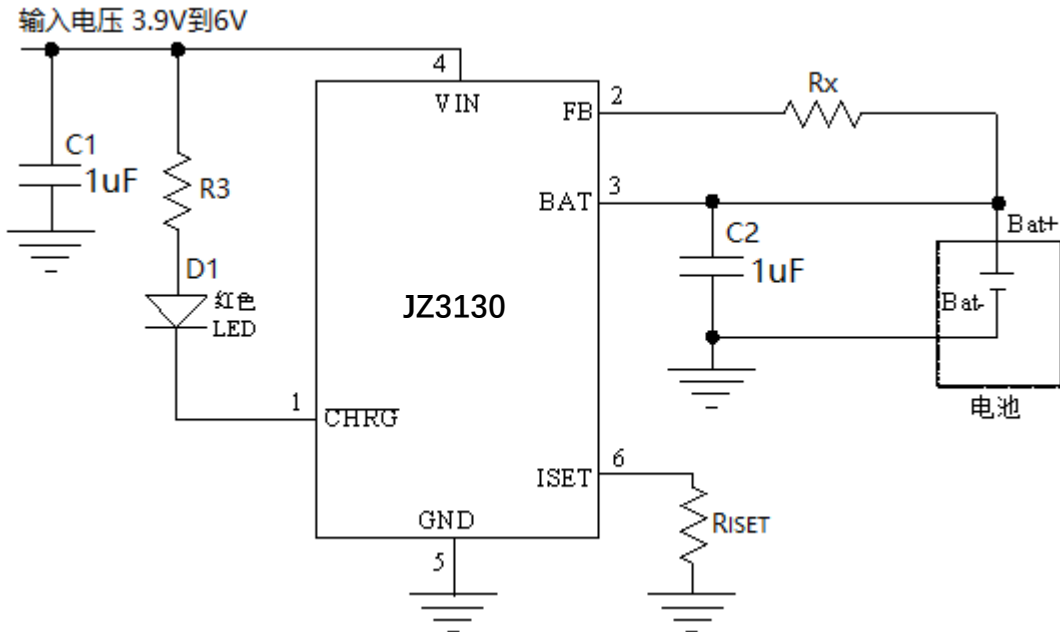 输入电压 3.9V到6V
4
VIN
C1
1uF
R3
D1
红色
LED
1
CHRG
JZ3130
FB
2
Rx
BAT
3
C2
1uF
Bat+
Bat-
电池
ISET
6
RISET
GND
5